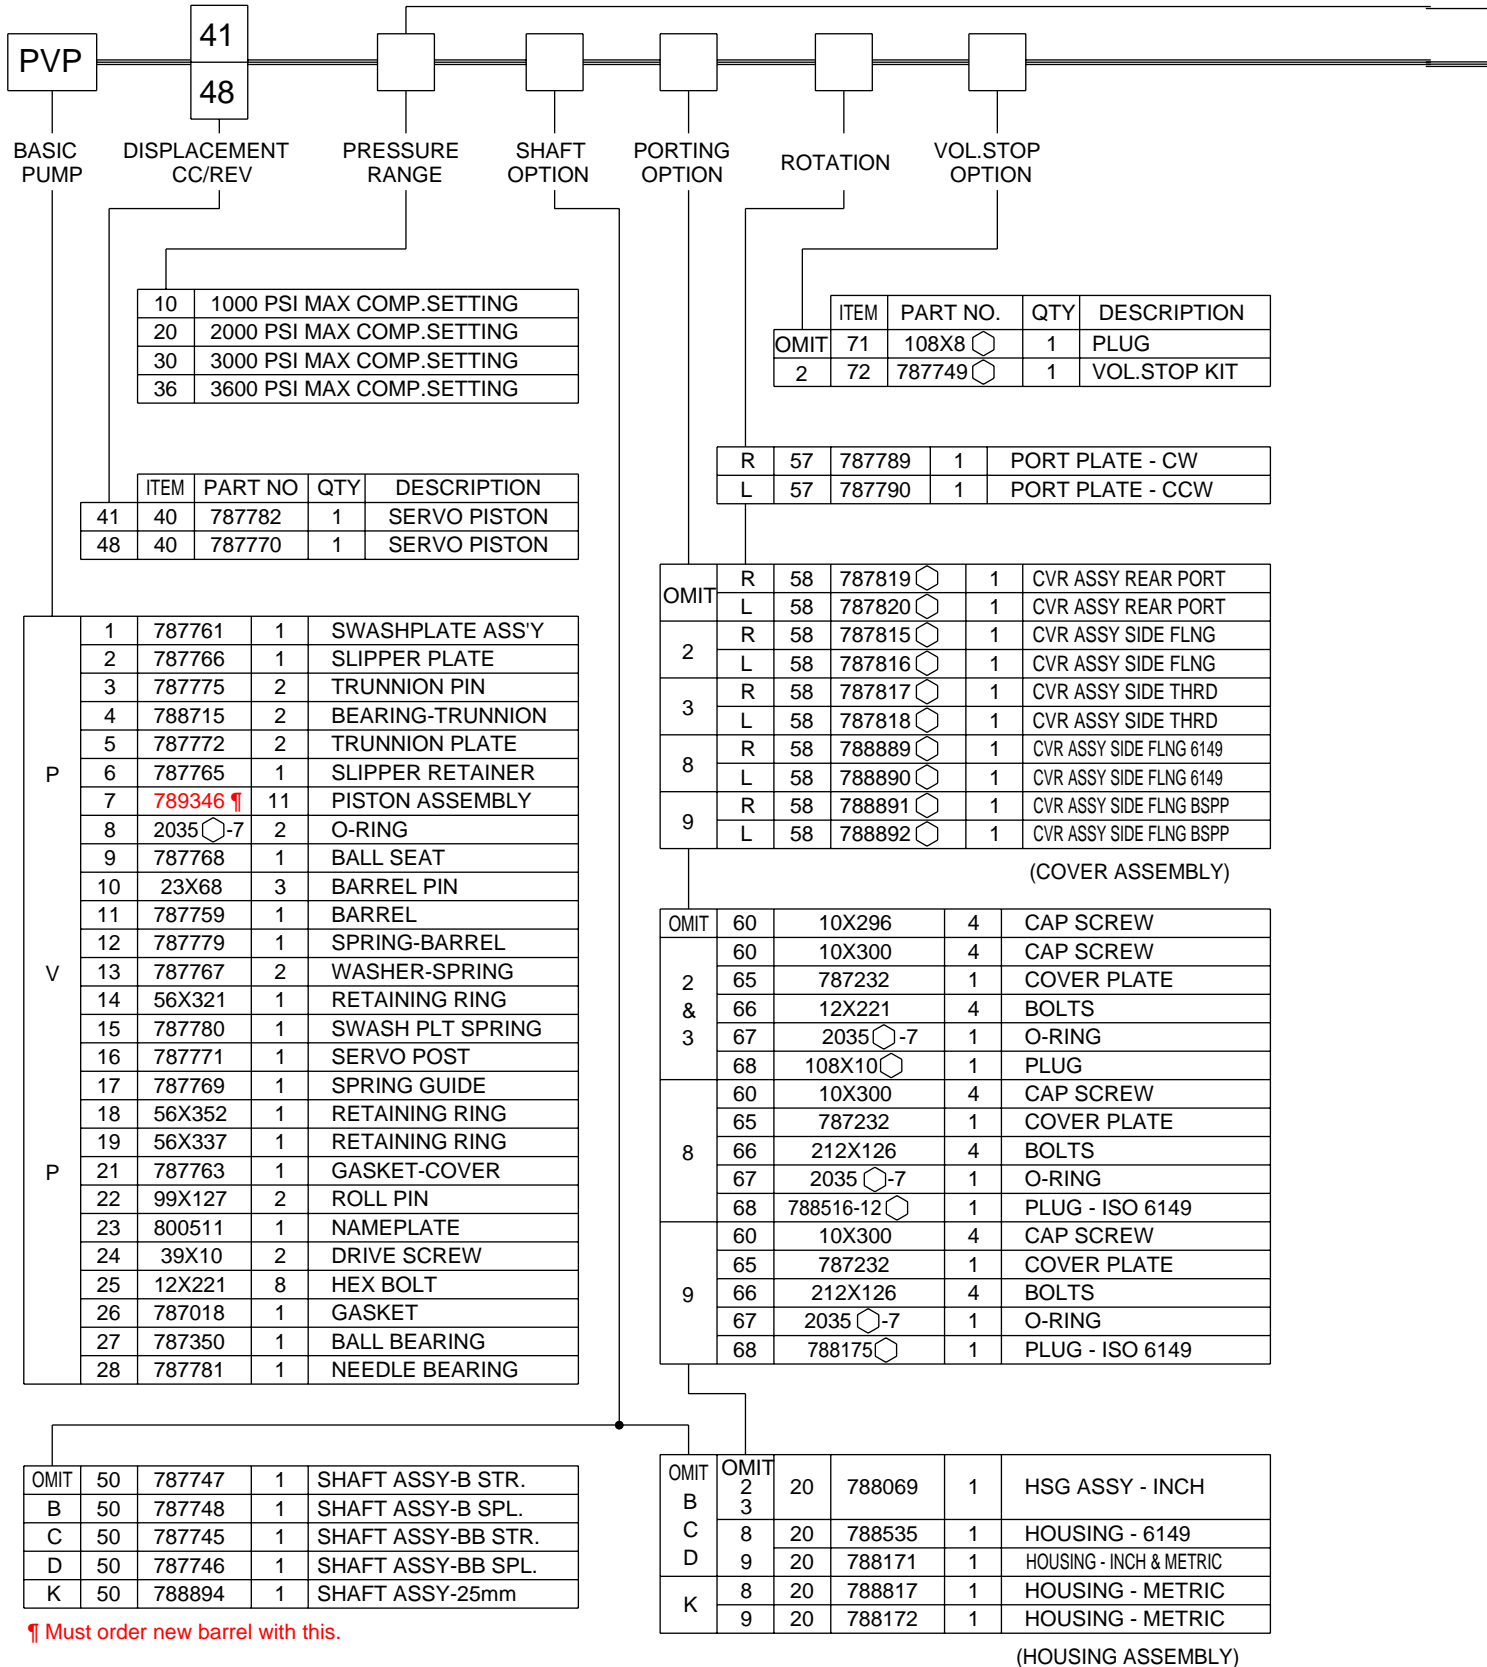 PVP
41
48
BASIC PUMP
DISPLACEMENT CC/REV
PRESSURE RANGE
SHAFT OPTION
PORTING OPTION
ROTATION
VOL.STOP OPTION
10 1000 PSI MAX COMP.SETTING
20 2000 PSI MAX COMP.SETTING
30 3000 PSI MAX COMP.SETTING
36 3600 PSI MAX COMP.SETTING
ITEM PART NO. QTY DESCRIPTION
OMIT 71 108X8 1 PLUG
2 72 787749 1 VOL.STOP KIT
R 57 787789 1 PORT PLATE - CW
L 57 787790 1 PORT PLATE - CCW
ITEM PART NO QTY DESCRIPTION
41 40 787782 1 SERVO PISTON
48 40 787770 1 SERVO PISTON
OMIT
R 58 787819 1 CVR ASSY REAR PORT
L 58 787820 1 CVR ASSY REAR PORT
2
R 58 787815 1 CVR ASSY SIDE FLNG
L 58 787816 1 CVR ASSY SIDE FLNG
3
R 58 787817 1 CVR ASSY SIDE THRD
L 58 787818 1 CVR ASSY SIDE THRD
8
R 58 788889 1 CVR ASSY SIDE FLNG 6149
L 58 788890 1 CVR ASSY SIDE FLNG 6149
9
R 58 788891 1 CVR ASSY SIDE FLNG BSPP
L 58 788892 1 CVR ASSY SIDE FLNG BSPP
(COVER ASSEMBLY)
P
V
P
1 787761 1 SWASHPLATE ASS'Y
2 787766 1 SLIPPER PLATE
3 787775 2 TRUNNION PIN
4 788715 2 BEARING-TRUNNION
5 787772 2 TRUNNION PLATE
6 787765 1 SLIPPER RETAINER
7 789346 ¶ 11 PISTON ASSEMBLY
8 2035 -7 2 O-RING
9 787768 1 BALL SEAT
10 23X68 3 BARREL PIN
11 787759 1 BARREL
12 787779 1 SPRING-BARREL
13 787767 2 WASHER-SPRING
14 56X321 1 RETAINING RING
15 787780 1 SWASH PLT SPRING
16 787771 1 SERVO POST
17 787769 1 SPRING GUIDE
18 56X352 1 RETAINING RING
19 56X337 1 RETAINING RING
21 787763 1 GASKET-COVER
22 99X127 2 ROLL PIN
23 800511 1 NAMEPLATE
24 39X10 2 DRIVE SCREW
25 12X221 8 HEX BOLT
26 787018 1 GASKET
27 787350 1 BALL BEARING
28 787781 1 NEEDLE BEARING
OMIT 60 10X296 4 CAP SCREW
2 & 3
60 10X300 4 CAP SCREW
65 787232 1 COVER PLATE
66 12X221 4 BOLTS
67 2035 -7 1 O-RING
68 108X10 1 PLUG
8
60 10X300 4 CAP SCREW
65 787232 1 COVER PLATE
66 212X126 4 BOLTS
67 2035 -7 1 O-RING
68 788516-12 1 PLUG - ISO 6149
9
60 10X300 4 CAP SCREW
65 787232 1 COVER PLATE
66 212X126 4 BOLTS
67 2035 -7 1 O-RING
68 788175 1 PLUG - ISO 6149
OMIT 50 787747 1 SHAFT ASSY-B STR.
B 50 787748 1 SHAFT ASSY-B SPL.
C 50 787745 1 SHAFT ASSY-BB STR.
D 50 787746 1 SHAFT ASSY-BB SPL.
K 50 788894 1 SHAFT ASSY-25mm
¶ Must order new barrel with this.
OMIT B C D
OMIT 2 3 20 788069 1 HSG ASSY - INCH
8 20 788535 1 HOUSING - 6149
9 20 788171 1 HOUSING - INCH & METRIC
K
8 20 788817 1 HOUSING - METRIC
9 20 788172 1 HOUSING - METRIC
(HOUSING ASSEMBLY)